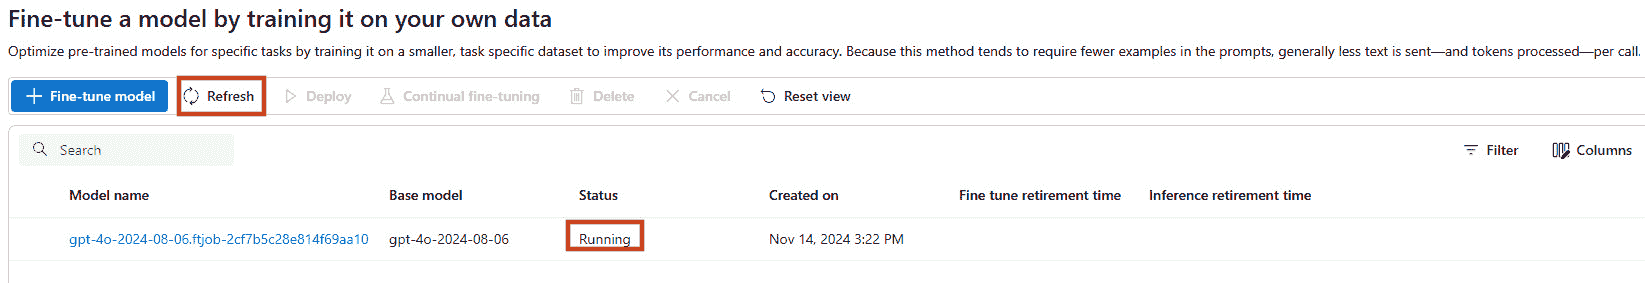 Fine-tune a model by training it on your own data
Optimize pre-trained models for specific tasks by training it on a smaller, task specific dataset to improve its performance and accuracy. Because this method tends to require fewer examples in the prompts, generally less text is sent—and tokens processed—per call.
Fine-tune model Refresh Deploy Continual fine-tuning Delete Cancel Reset view
Search Filter Columns
Model name Base model Status Created on Fine tune retirement time Inference retirement time
gpt-4o-2024-08-06.ftjob-2cf7b5c28e814f69aa10 gpt-4o-2024-08-06 Running Nov 14, 2024 3:22 PM